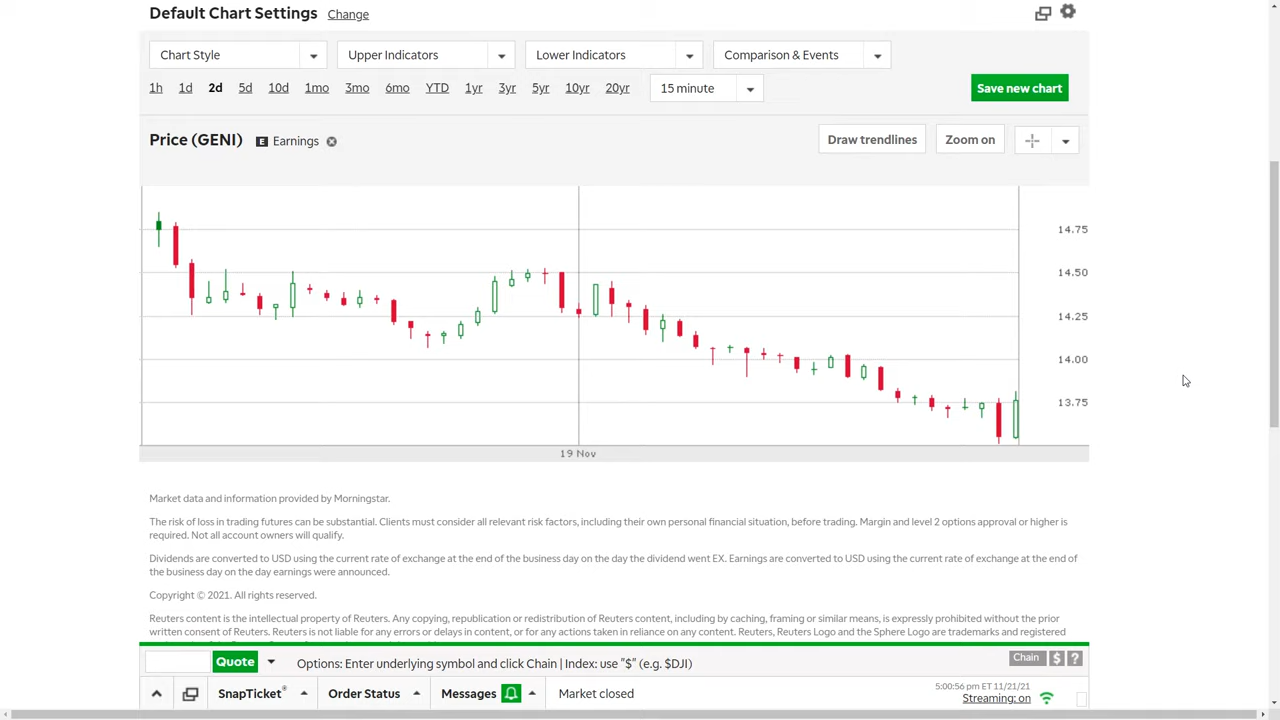 Default Chart Settings Change
Chart Style Upper Indicators Lower Indicators Comparison & Events
1h 1d 2d 5d 10d 1mo 3mo 6mo YTD 1yr 3yr 5yr 10yr 20yr 15 minute Save new chart
Price (GENI) E Earnings Draw trendlines Zoom on
14.75
14.50
14.25
14.00
13.75
19 Nov
Market data and information provided by Morningstar.
The risk of loss in trading futures can be substantial. Clients must consider all relevant risk factors, including their own personal financial situation, before trading. Margin and level 2 options approval or higher is
required. Not all account owners will qualify.
Dividends are converted to USD using the current rate of exchange at the end of the business day on the day the dividend went EX. Earnings are converted to USD using the current rate of exchange at the end of
the business day on the day earnings were announced.
Copyright © 2021. All rights reserved.
Reuters content is the intellectual property of Reuters. Any copying, republication or redistribution of Reuters content, including by caching, framing or similar means, is expressly prohibited without the prior
written consent of Reuters. Reuters is not liable for any errors or delays in content, or for any actions taken in reliance on any content. Reuters, Reuters Logo and the Sphere Logo are trademarks and registered
Quote Options: Enter underlying symbol and click Chain | Index: use "$" (e.g. $DJI) Chain $ ?
SnapTicket® Order Status Messages Market closed
5:00:56 pm ET 11/21/21
Streaming: on